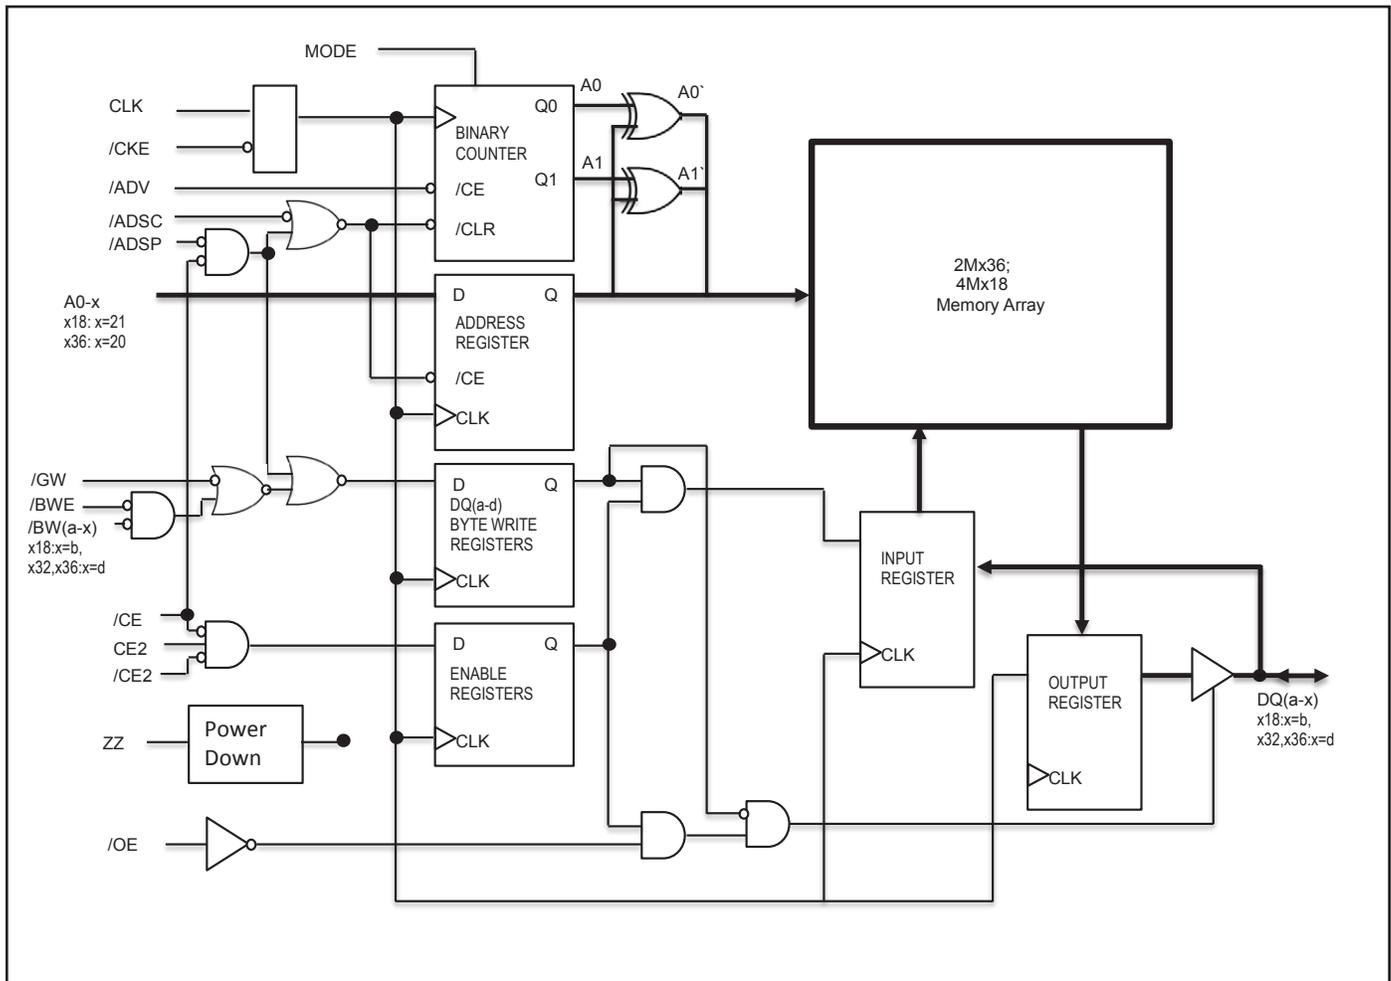 MODE
CLK
/CKE
/ADV
/ADSC
/ADSP
BINARY
COUNTER
Q0
Q1
/CE
/CLR
A0
A0`
A1
A1`
A0-x
x18: x=21
x36: x=20
D
Q
ADDRESS
REGISTER
/CE
CLK
2Mx36;
4Mx18
Memory Array
/GW
/BWE
/BW(a-x)
x18:x=b,
x32,x36:x=d
D
Q
DQ(a-d)
BYTE WRITE
REGISTERS
CLK
/CE
CE2
/CE2
D
Q
ENABLE
REGISTERS
CLK
INPUT
REGISTER
CLK
OUTPUT
REGISTER
CLK
DQ(a-x)
x18:x=b,
x32,x36:x=d
ZZ
Power
Down
/OE